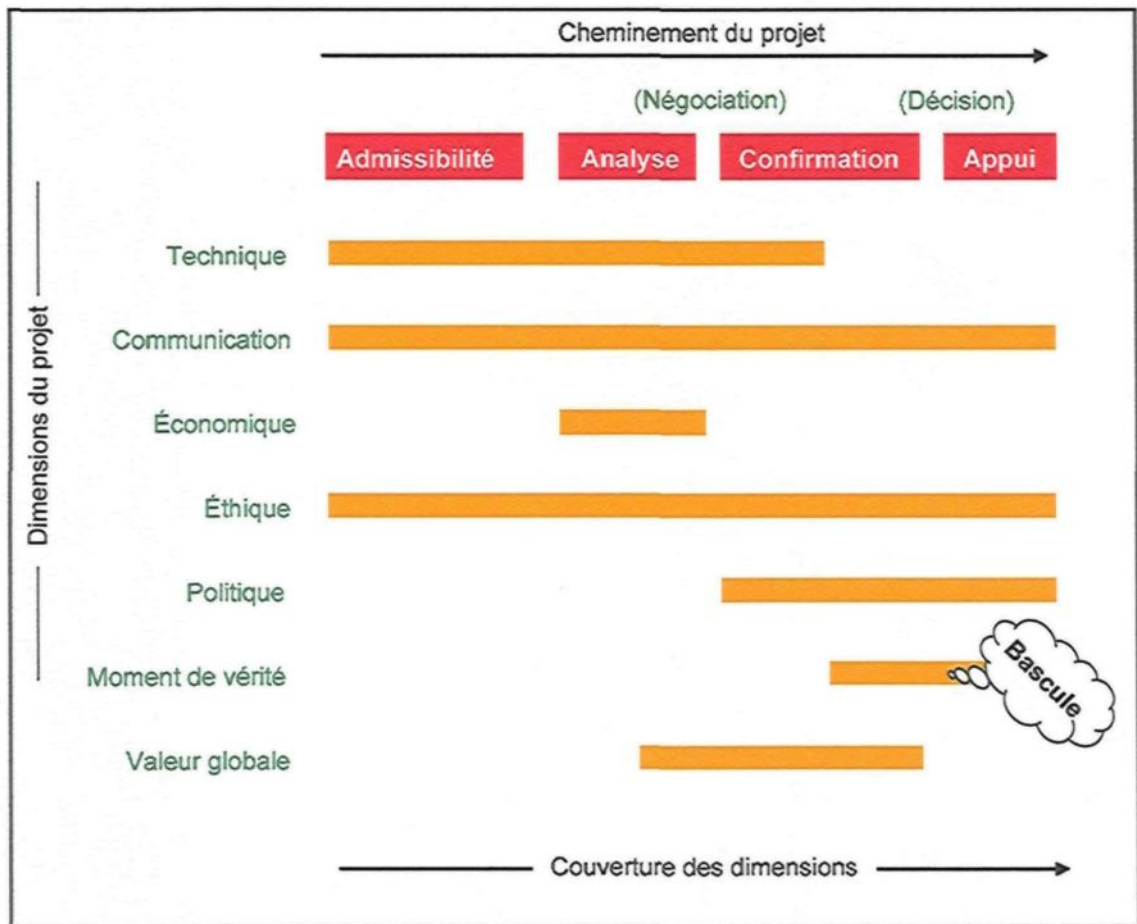 Cheminement du projet
(Négociation) (Décision)
Admissibilité Analyse Confirmation Appui
Dimensions du projet
Technique
Communication
Économique
Éthique
Politique
Moment de vérité
Bascule
Valeur globale
Couverture des dimensions